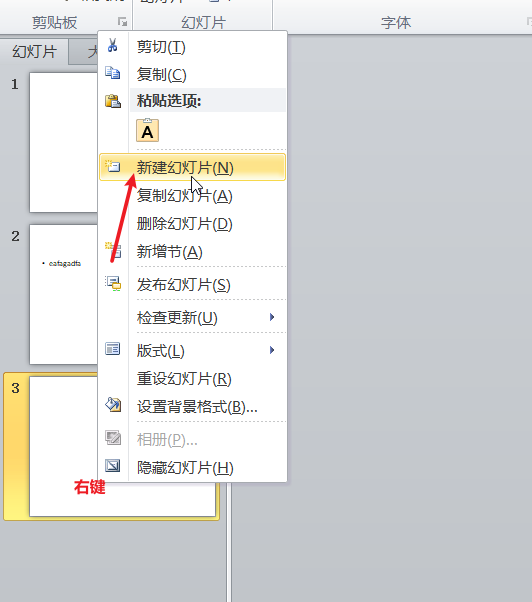 剪贴板 幻灯片 字体
幻灯片
1
剪切(T)
复制(C)
粘贴选项:
A
新建幻灯片(N)
复制幻灯片(A)
删除幻灯片(D)
2
新增节(A)
• eafagadfa
发布幻灯片(S)
检查更新(U)
版式(L)
重设幻灯片(R)
3
设置背景格式(B)...
相册(P)...
隐藏幻灯片(H)
右键